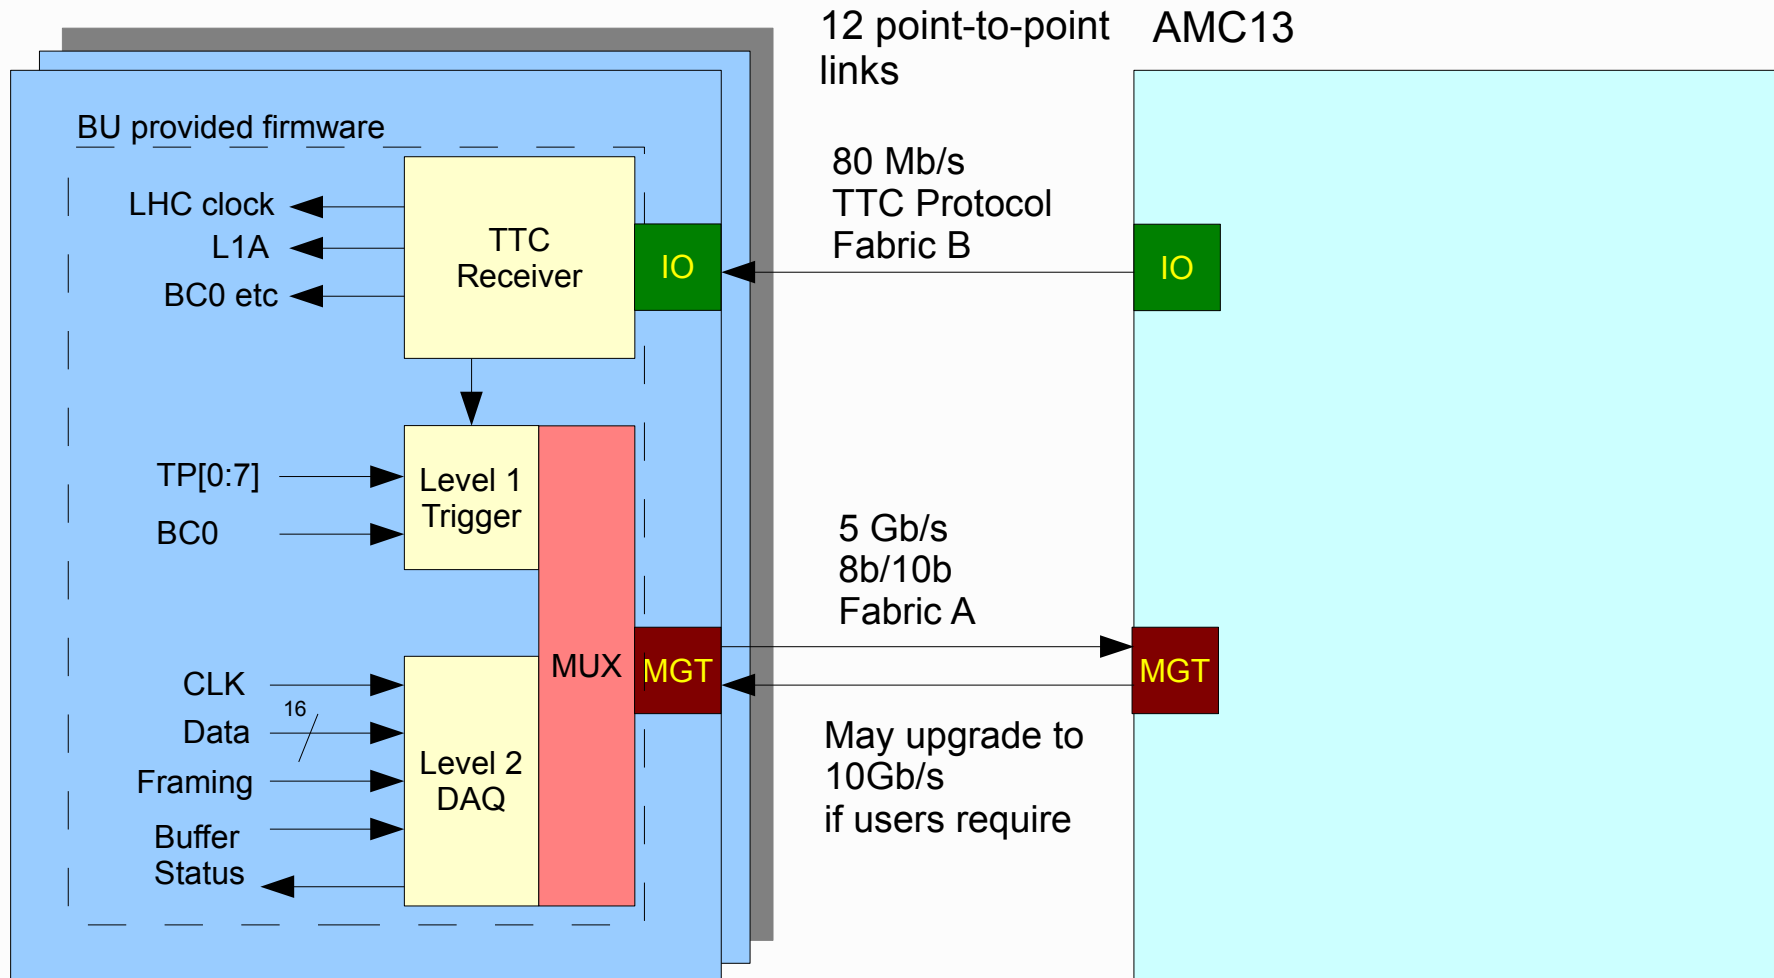 12 point-to-point
links
AMC13
BU provided firmware
LHC clock
L1A
BC0 etc
TTC
Receiver
IO
80 Mb/s
TTC Protocol
Fabric B
IO
TP[0:7]
BC0
Level 1
Trigger
5 Gb/s
8b/10b
Fabric A
CLK
16
Data
Framing
Buffer
Status
Level 2
DAQ
MUX
MGT
MGT
May upgrade to
10Gb/s
if users require